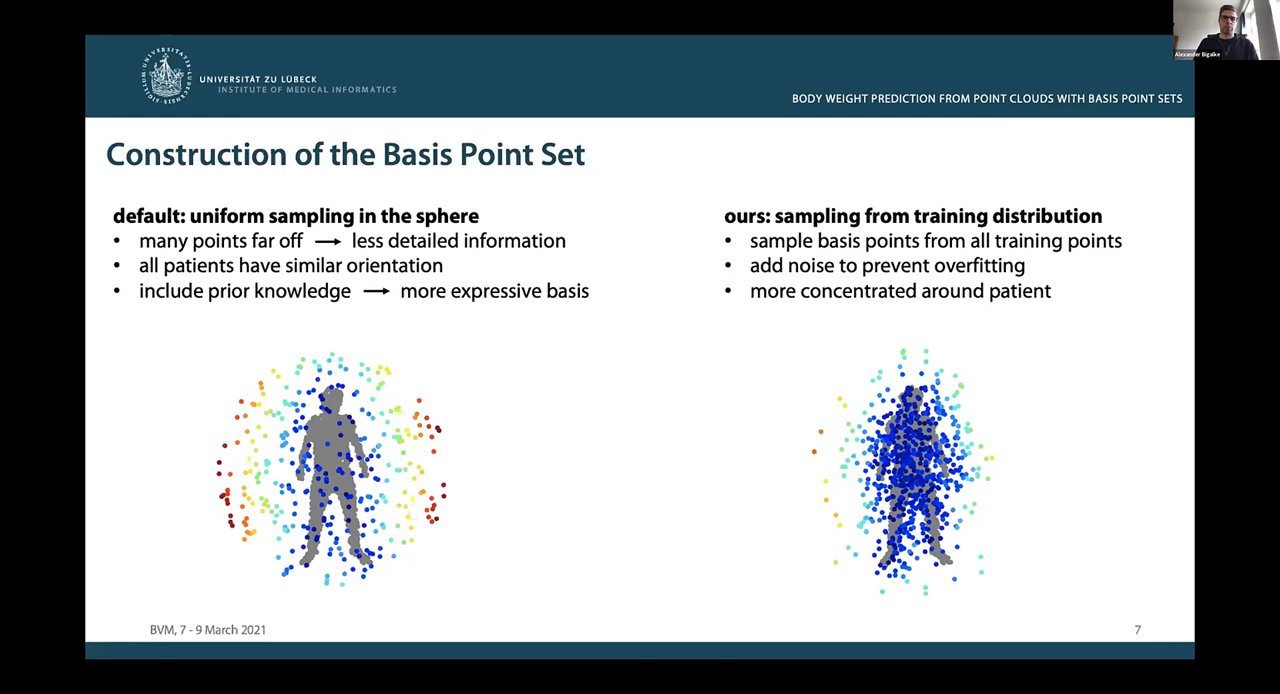 Alexander Bigalke
UNIVERSITÄT ZU LÜBECK
INSTITUTE OF MEDICAL INFORMATICS
BODY WEIGHT PREDICTION FROM POINT CLOUDS WITH BASIS POINT SETS
Construction of the Basis Point Set
default: uniform sampling in the sphere
• many points far off → less detailed information
• all patients have similar orientation
• include prior knowledge → more expressive basis
ours: sampling from training distribution
• sample basis points from all training points
• add noise to prevent overfitting
• more concentrated around patient
BVM, 7 - 9 March 2021
7